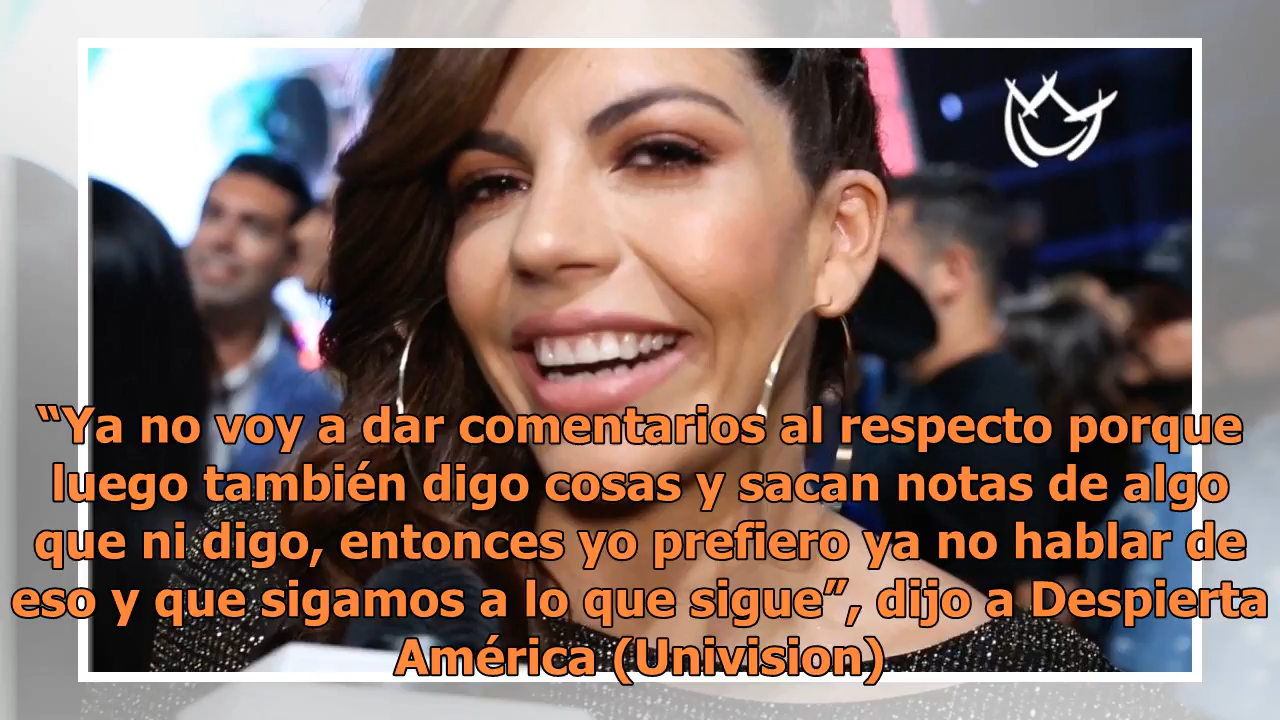 “Ya no voy a dar comentarios al respecto porque
luego también digo cosas y sacan notas de algo
que ni digo, entonces yo prefiero ya no hablar de
eso y que sigamos a lo que sigue”, dijo a Despierta
América (Univision)